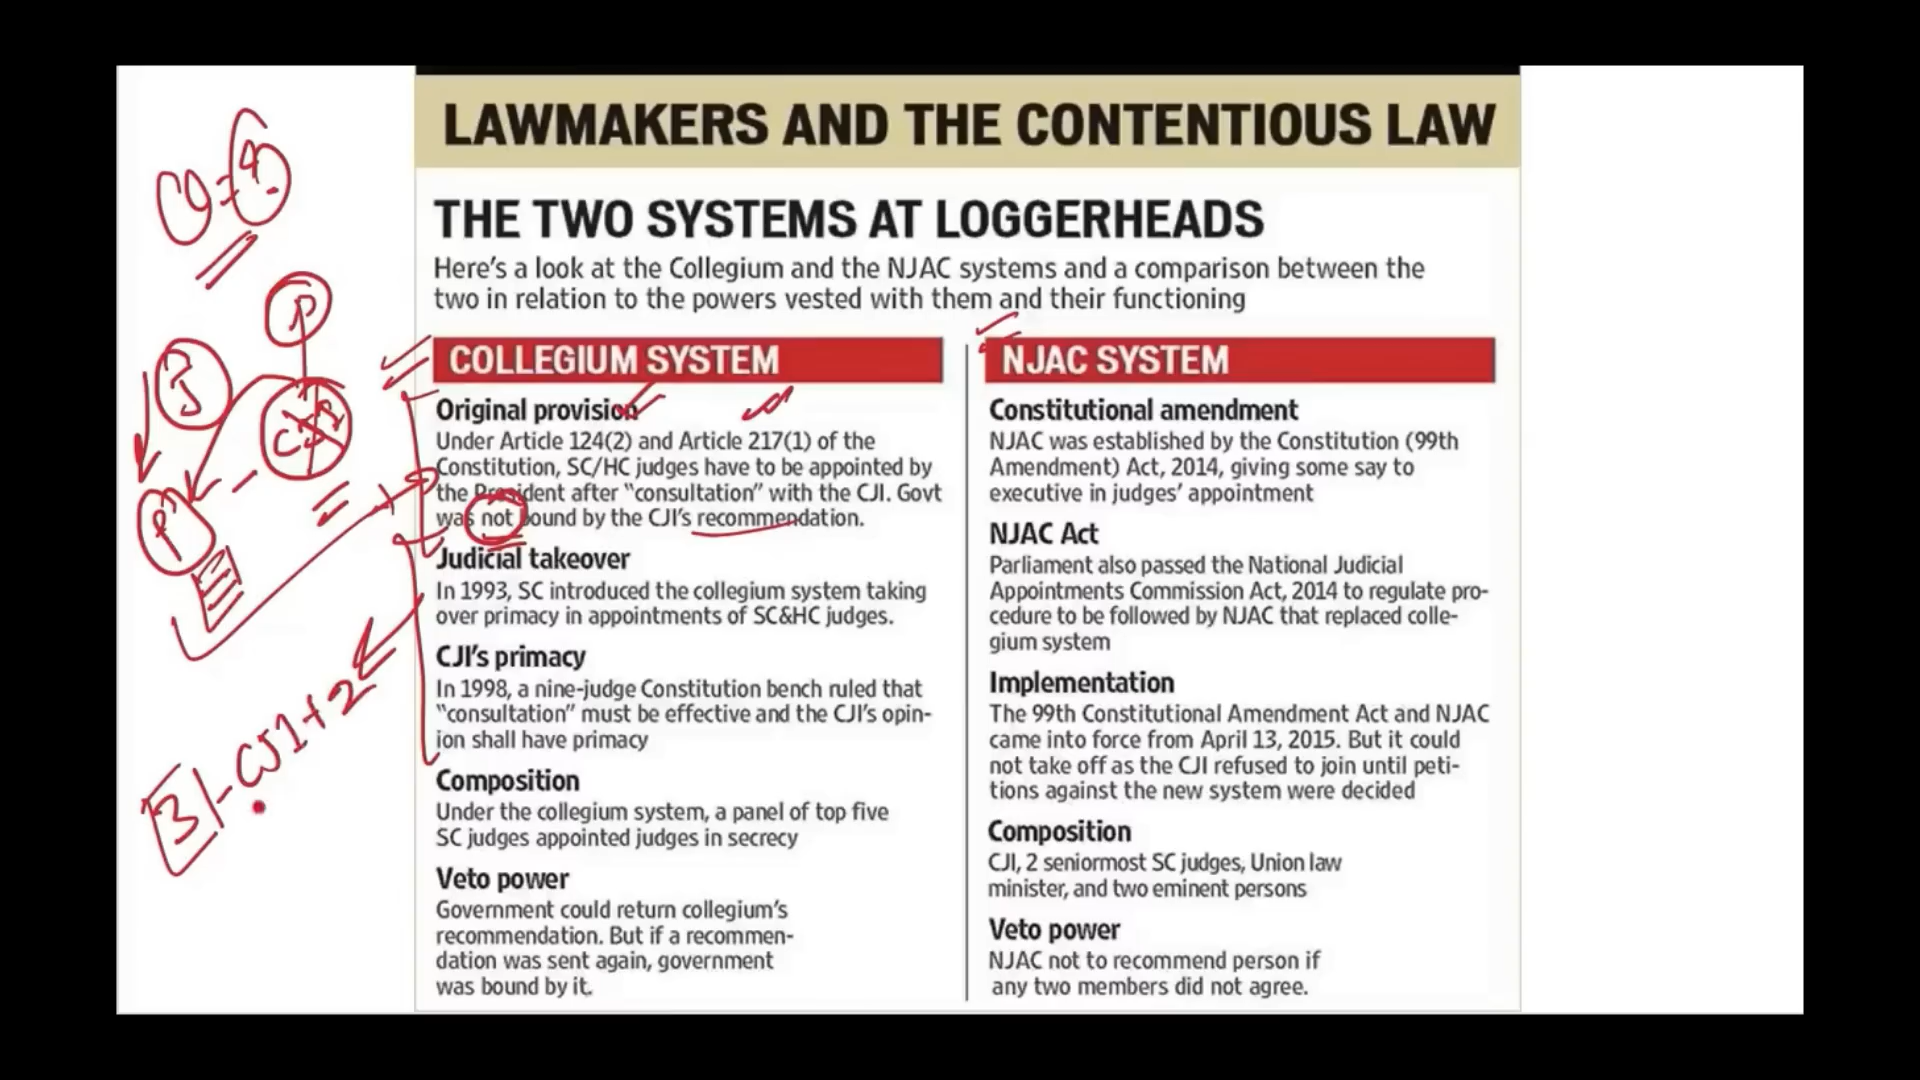 LAWMAKERS AND THE CONTENTIOUS LAW
THE TWO SYSTEMS AT LOGGERHEADS
Here's a look at the Collegium and the NJAC systems and a comparison between the
two in relation to the powers vested with them and their functioning
COLLEGIUM SYSTEM
Original provision
Under Article 124(2) and Article 217(1) of the
Constitution, SC/HC judges have to be appointed by
the President after "consultation" with the CJI. Govt
was not bound by the CJI's recommendation.
Judicial takeover
In 1993, SC introduced the collegium system taking
over primacy in appointments of SC&HC judges.
CJI's primacy
In 1998, a nine-judge Constitution bench ruled that
"consultation" must be effective and the CJI's opin-
ion shall have primacy
Composition
Under the collegium system, a panel of top five
SC judges appointed judges in secrecy
Veto power
Government could return collegium's
recommendation. But if a recommen-
dation was sent again, government
was bound by it.
NJAC SYSTEM
Constitutional amendment
NJAC was established by the Constitution (99th
Amendment) Act, 2014, giving some say to
executive in judges' appointment
NJAC Act
Parliament also passed the National Judicial
Appointments Commission Act, 2014 to regulate pro-
cedure to be followed by NJAC that replaced colle-
gium system
Implementation
The 99th Constitutional Amendment Act and NJAC
came into force from April 13, 2015. But it could
not take off as the CJI refused to join until peti-
tions against the new system were decided
Composition
CJI, 2 seniormost SC judges, Union law
minister, and two eminent persons
Veto power
NJAC not to recommend person if
any two members did not agree.
P
J
P
3 - CJI + 2